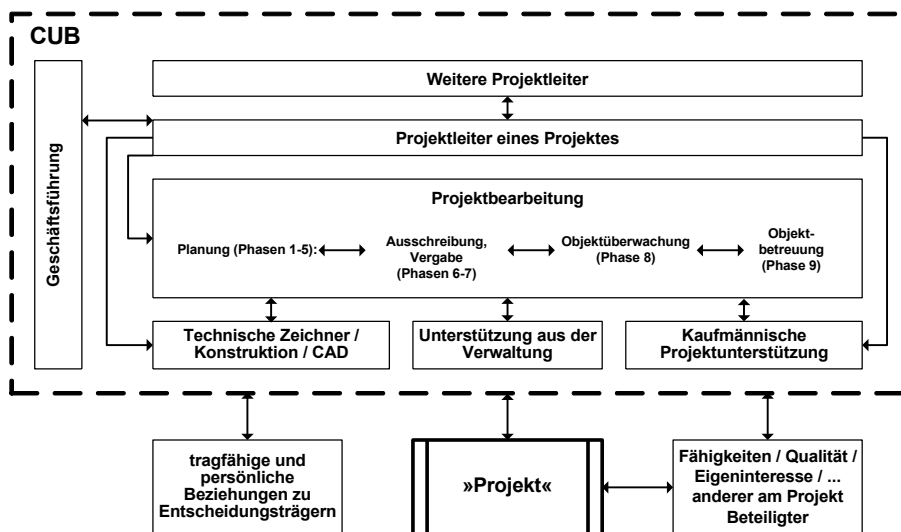 CUB
Geschäftsführung
Weitere Projektleiter
Projektleiter eines Projektes
Projektbearbeitung
Planung (Phasen 1-5):
Ausschreibung,
Vergabe
(Phasen 6-7)
Objektüberwachung
(Phase 8)
Objekt-
betreuung
(Phase 9)
Technische Zeichner /
Konstruktion / CAD
Unterstützung aus der
Verwaltung
Kaufmännische
Projektunterstützung
tragfähige und
persönliche
Beziehungen zu
Entscheidungsträgern
»Projekt«
Fähigkeiten / Qualität /
Eigeninteresse / ...
anderer am Projekt
Beteiligter